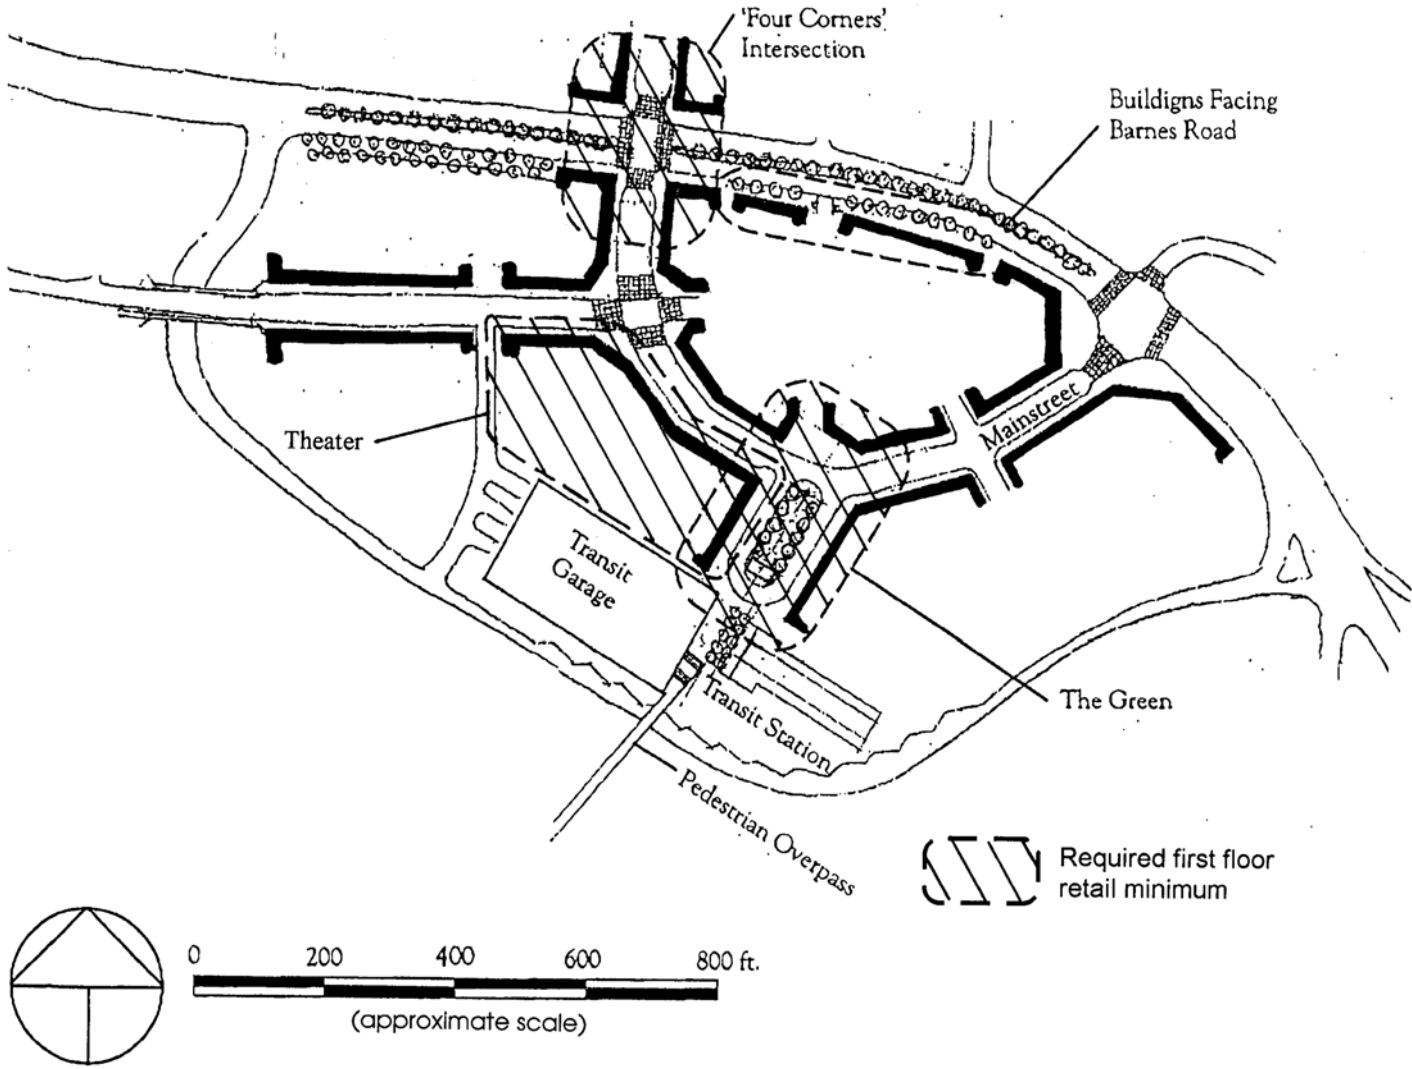 'Four Corners'
Intersection
Buildigns Facing
Barnes Road
Theater
Mainstreet
Transit
Garage
The Green
Transit Station
Pedestrian Overpass
Required first floor
retail minimum
0 200 400 600 800 ft.
(approximate scale)